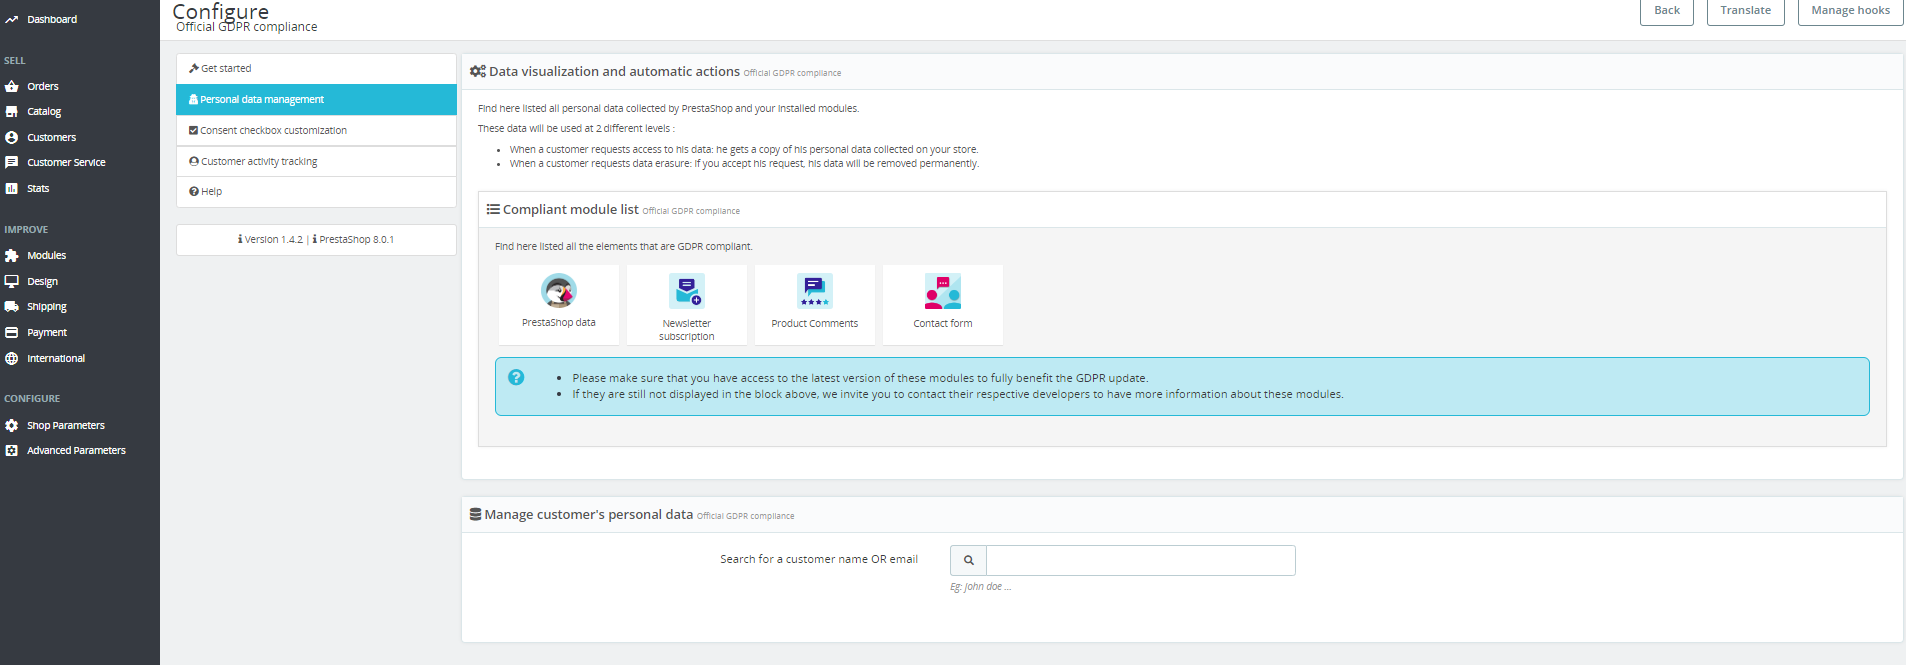 Dashboard
SELL
Orders
Catalog
Customers
Customer Service
Stats
IMPROVE
Modules
Design
Shipping
Payment
International
CONFIGURE
Shop Parameters
Advanced Parameters
Configure
Official GDPR compliance
Back
Translate
Manage hooks
Get started
Personal data management
Consent checkbox customization
Customer activity tracking
Help
Version 1.4.2 | PrestaShop 8.0.1
Data visualization and automatic actions Official GDPR compliance
Find here listed all personal data collected by PrestaShop and your installed modules.
These data will be used at 2 different levels :
When a customer requests access to his data: he gets a copy of his personal data collected on your store.
When a customer requests data erasure: if you accept his request, his data will be removed permanently.
Compliant module list Official GDPR compliance
Find here listed all the elements that are GDPR compliant.
PrestaShop data
Newsletter
subscription
Product Comments
Contact form
Please make sure that you have access to the latest version of these modules to fully benefit the GDPR update.
If they are still not displayed in the block above, we invite you to contact their respective developers to have more information about these modules.
Manage customer's personal data Official GDPR compliance
Search for a customer name OR email
Eg: John doe ...